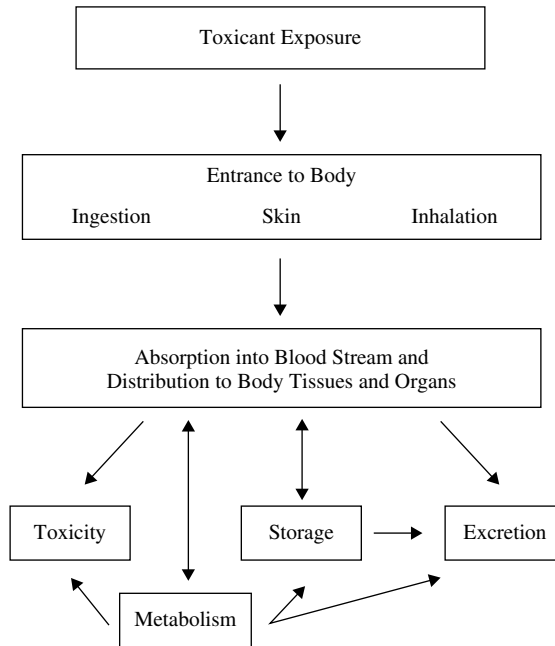 Toxicant Exposure
Entrance to Body
Ingestion Skin Inhalation
Absorption into Blood Stream and
Distribution to Body Tissues and Organs
Toxicity Storage Excretion
Metabolism